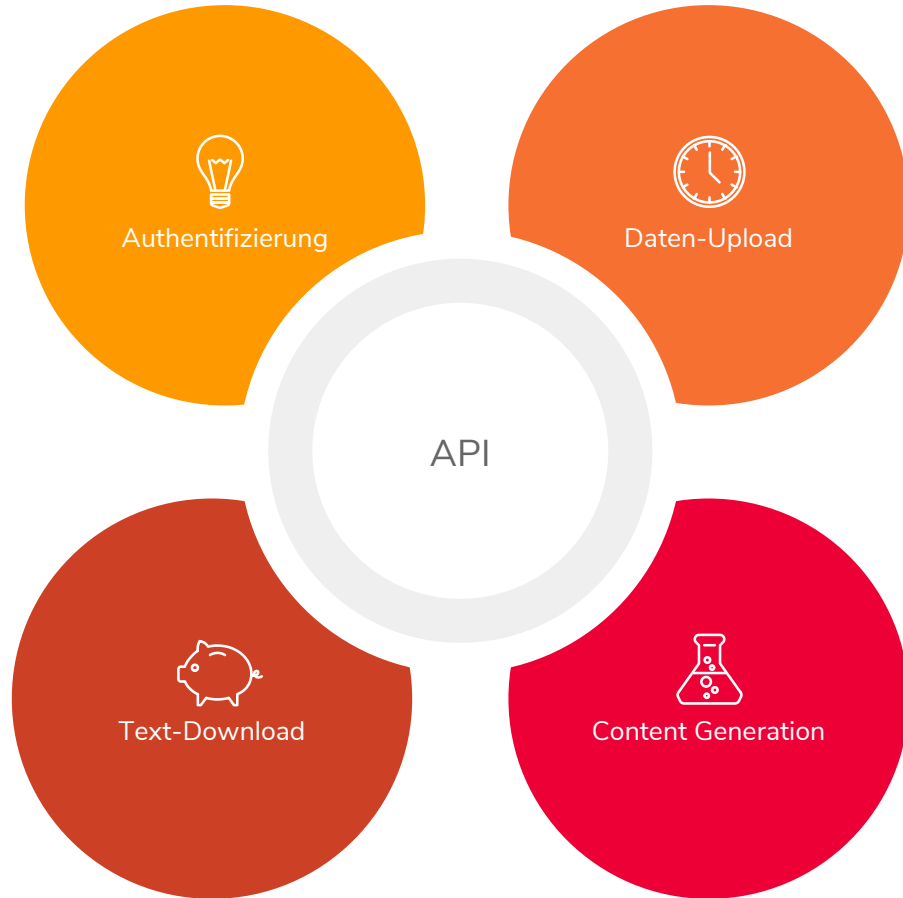 Authentifizierung
Daten-Upload
API
Text-Download
Content Generation